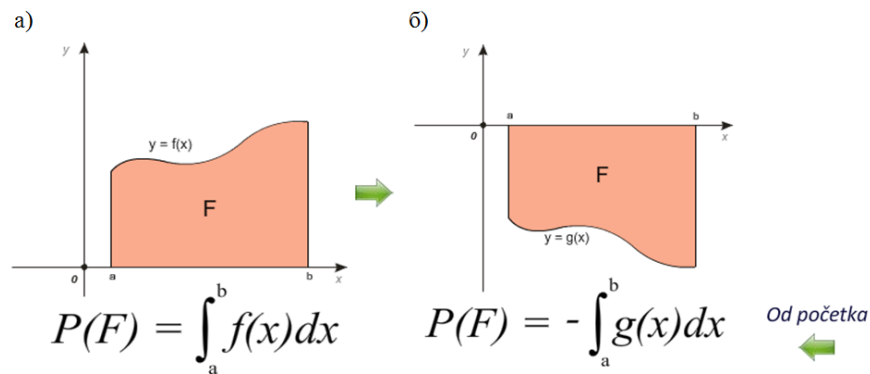 а)
y
y = f(x)
F
0
a
b
x
P(F) = ∫ₐᵇ f(x)dx
б)
y
a
b
0
x
F
y = g(x)
P(F) = - ∫ₐᵇ g(x)dx
Od početka